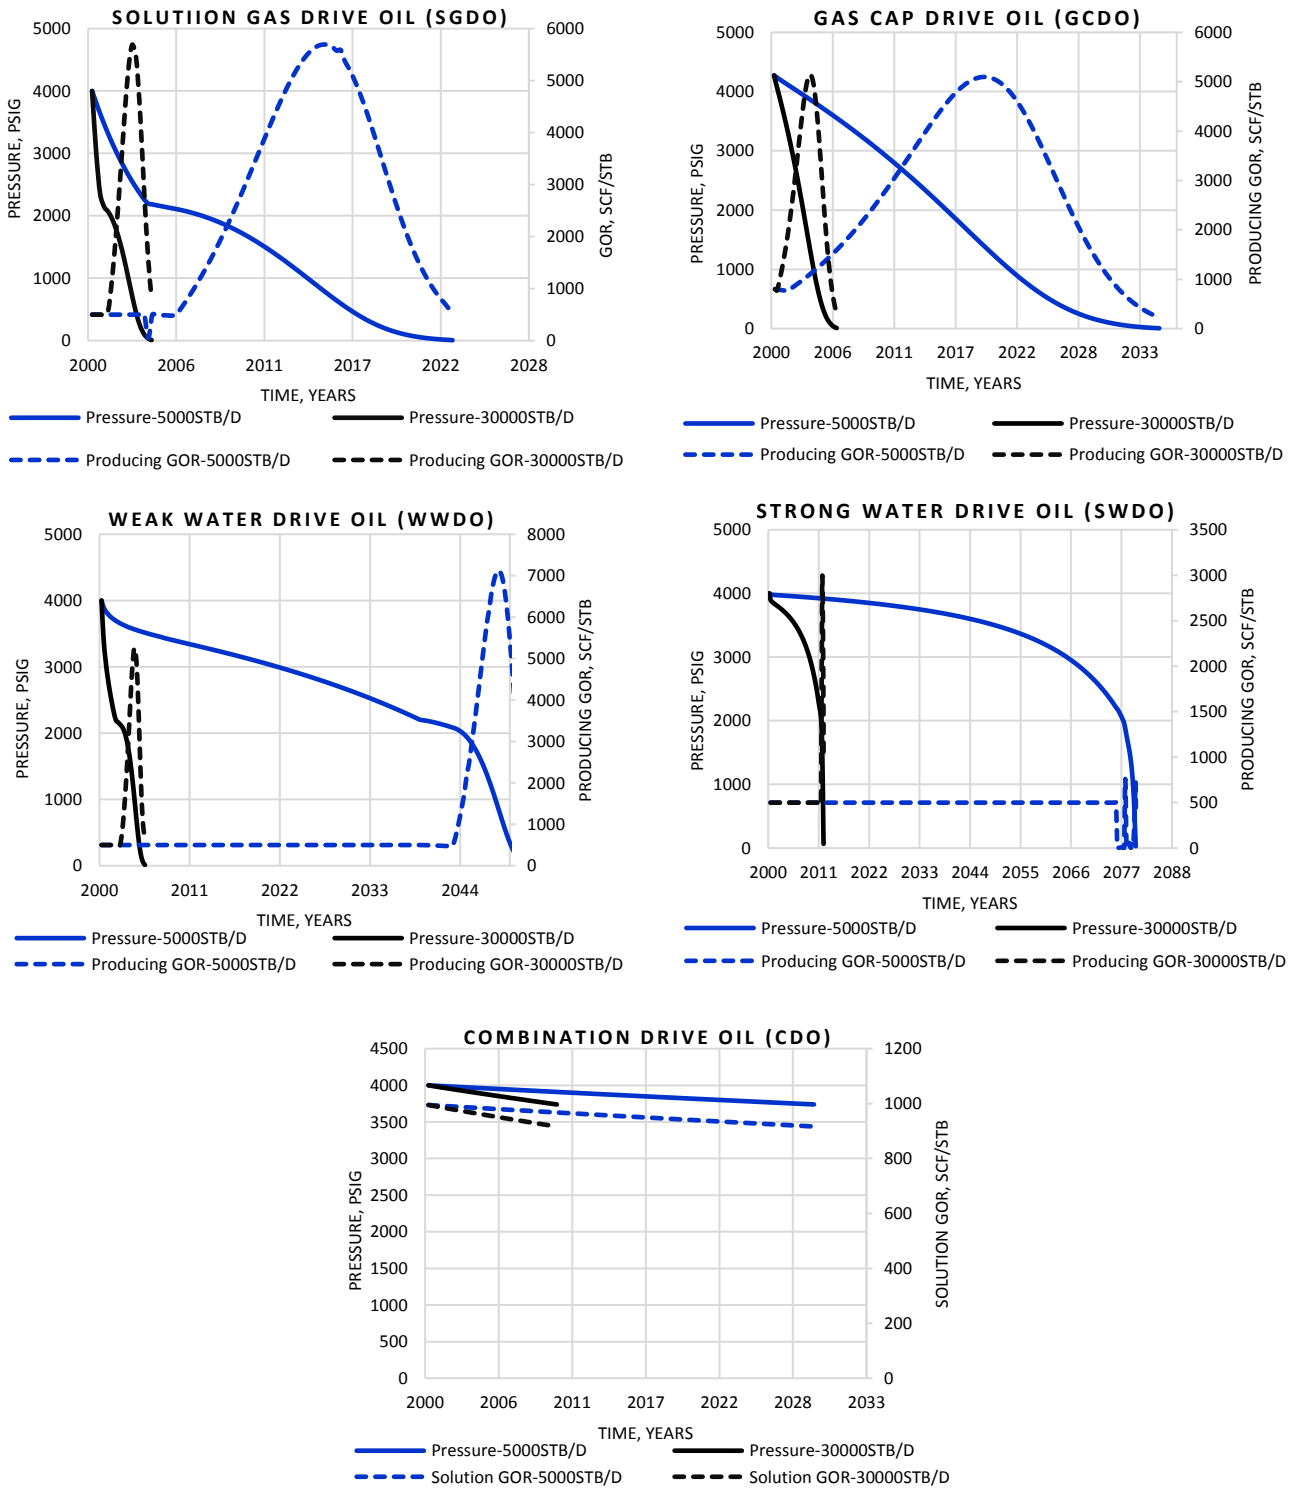 SOLUTIION GAS DRIVE OIL (SGDO)
5000
4000
3000
2000
1000
0
PRESSURE, PSIG
6000
5000
4000
3000
2000
1000
0
GOR, SCF/STB
2000 2006 2011 2017 2022 2028
TIME, YEARS
Pressure-5000STB/D Pressure-30000STB/D
Producing GOR-5000STB/D Producing GOR-30000STB/D
GAS CAP DRIVE OIL (GCDO)
5000
4000
3000
2000
1000
0
PRESSURE, PSIG
6000
5000
4000
3000
2000
1000
0
PRODUCING GOR, SCF/STB
2000 2006 2011 2017 2022 2028 2033
TIME, YEARS
Pressure-5000STB/D Pressure-30000STB/D
Producing GOR-5000STB/D Producing GOR-30000STB/D
WEAK WATER DRIVE OIL (WWDO)
5000
4000
3000
2000
1000
0
PRESSURE, PSIG
8000
7000
6000
5000
4000
3000
2000
1000
0
PRODUCING GOR, SCF/STB
2000 2011 2022 2033 2044
TIME, YEARS
Pressure-5000STB/D Pressure-30000STB/D
Producing GOR-5000STB/D Producing GOR-30000STB/D
STRONG WATER DRIVE OIL (SWDO)
5000
4000
3000
2000
1000
0
PRESSURE, PSIG
3500
3000
2500
2000
1500
1000
500
0
PRODUCING GOR, SCF/STB
2000 2011 2022 2033 2044 2055 2066 2077 2088
TIME, YEARS
Pressure-5000STB/D Pressure-30000STB/D
Producing GOR-5000STB/D Producing GOR-30000STB/D
COMBINATION DRIVE OIL (CDO)
4500
4000
3500
3000
2500
2000
1500
1000
500
0
PRESSURE, PSIG
1200
1000
800
600
400
200
0
SOLUTION GOR, SCF/STB
2000 2006 2011 2017 2022 2028 2033
TIME, YEARS
Pressure-5000STB/D Pressure-30000STB/D
Solution GOR-5000STB/D Solution GOR-30000STB/D